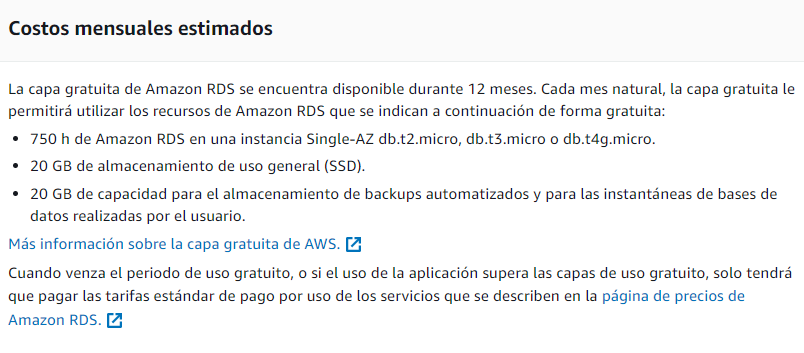 Costos mensuales estimados
La capa gratuita de Amazon RDS se encuentra disponible durante 12 meses. Cada mes natural, la capa gratuita le
permitirá utilizar los recursos de Amazon RDS que se indican a continuación de forma gratuita:
• 750 h de Amazon RDS en una instancia Single-AZ db.t2.micro, db.t3.micro o db.t4g.micro.
• 20 GB de almacenamiento de uso general (SSD).
• 20 GB de capacidad para el almacenamiento de backups automatizados y para las instantáneas de bases de
datos realizadas por el usuario.
Más información sobre la capa gratuita de AWS.
Cuando venza el periodo de uso gratuito, o si el uso de la aplicación supera las capas de uso gratuito, solo tendrá
que pagar las tarifas estándar de pago por uso de los servicios que se describen en la página de precios de
Amazon RDS.